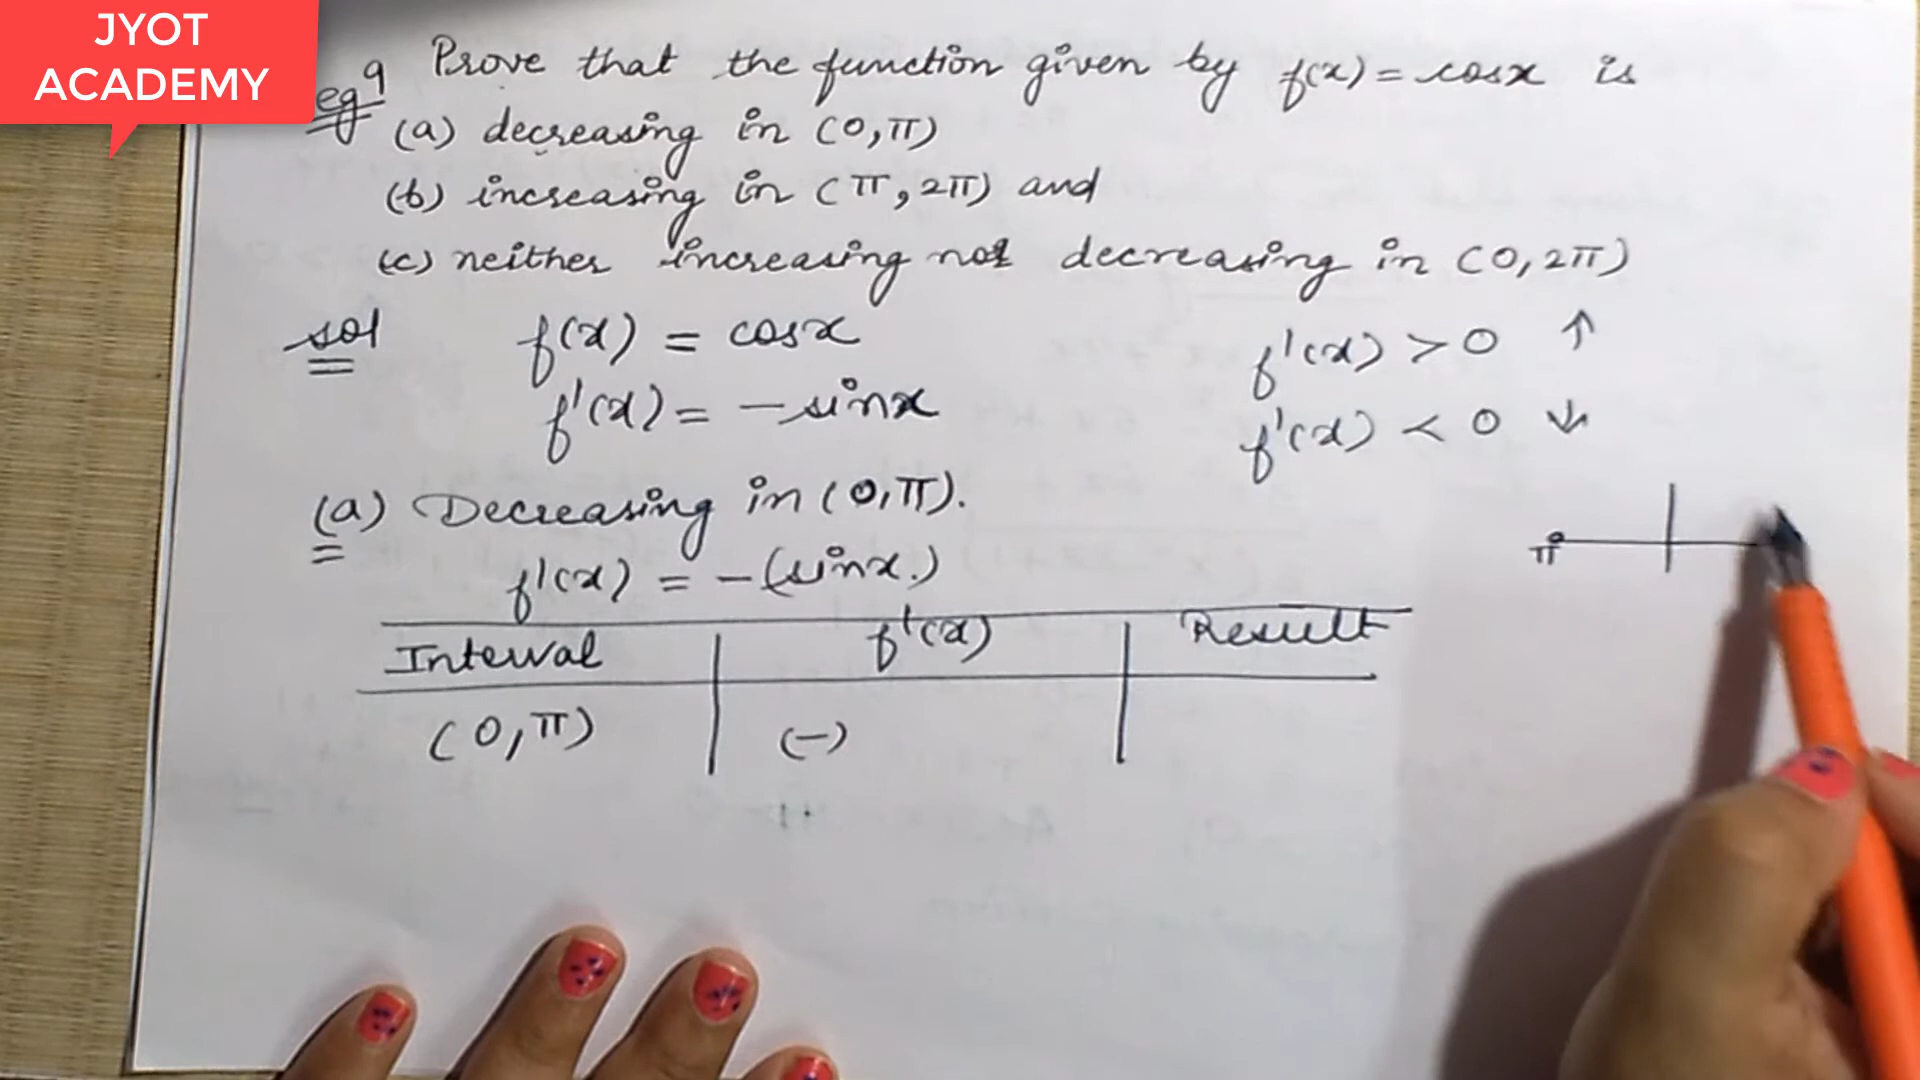 JYOT
ACADEMY
eg 9 Prove that the function given by f(x) = cosx is
(a) decreasing in (0,π)
(b) increasing in (π,2π) and
(c) neither increasing nor decreasing in (0,2π)
sol f(x) = cosx f'(x) > 0 ↑
f'(x) = -sinx f'(x) < 0 ↓
(a) Decreasing in (0,π).
π
f'(x) = -(sinx.)
Interval f'(x) Result
(0,π) (-)